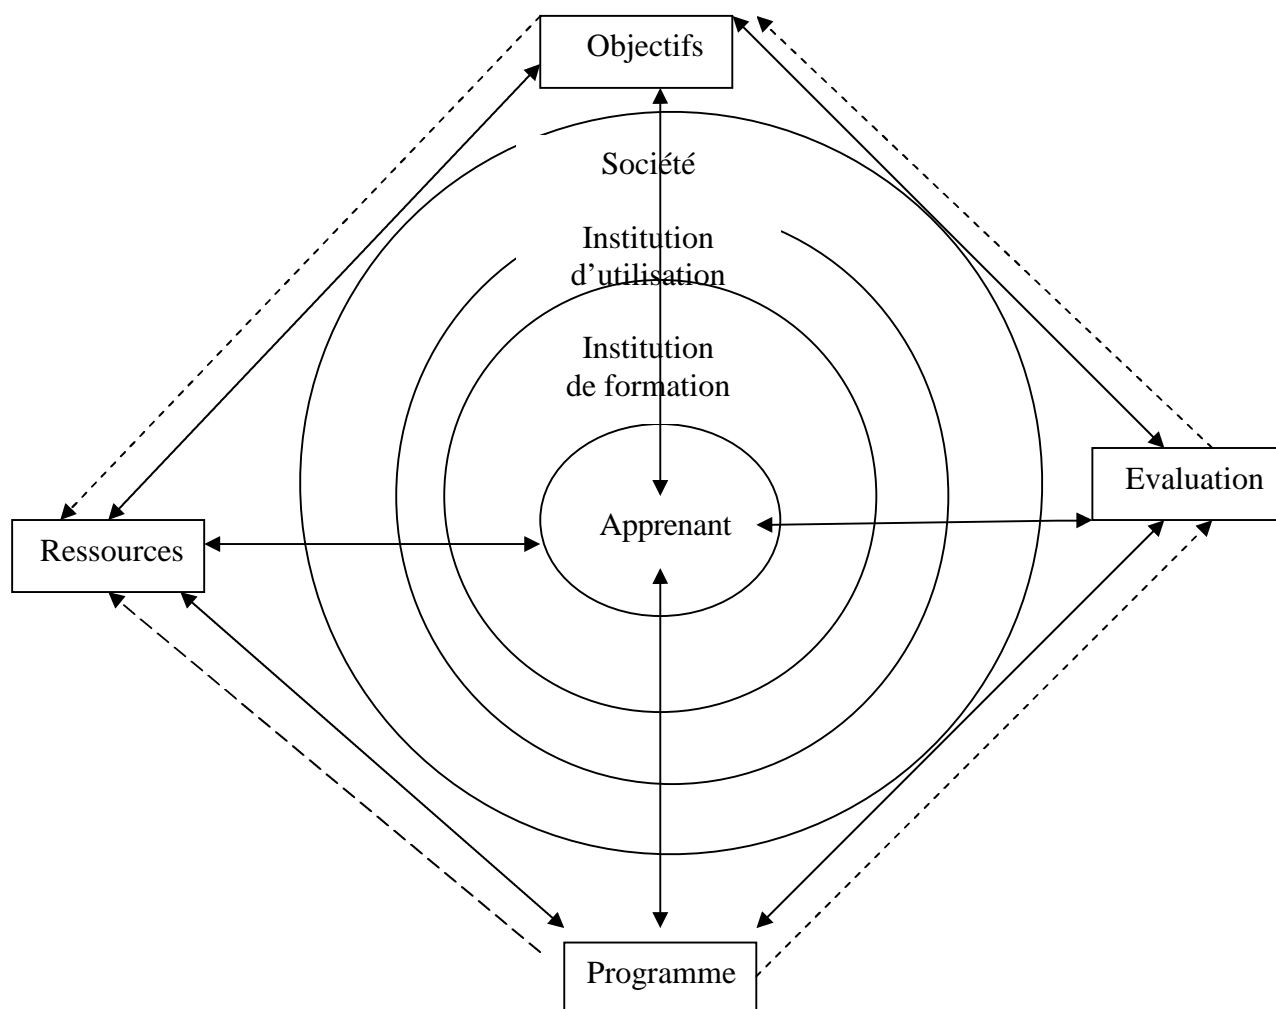 Objectifs
Société
Institution
d’utilisation
Institution
de formation
Evaluation
Apprenant
Ressources
Programme